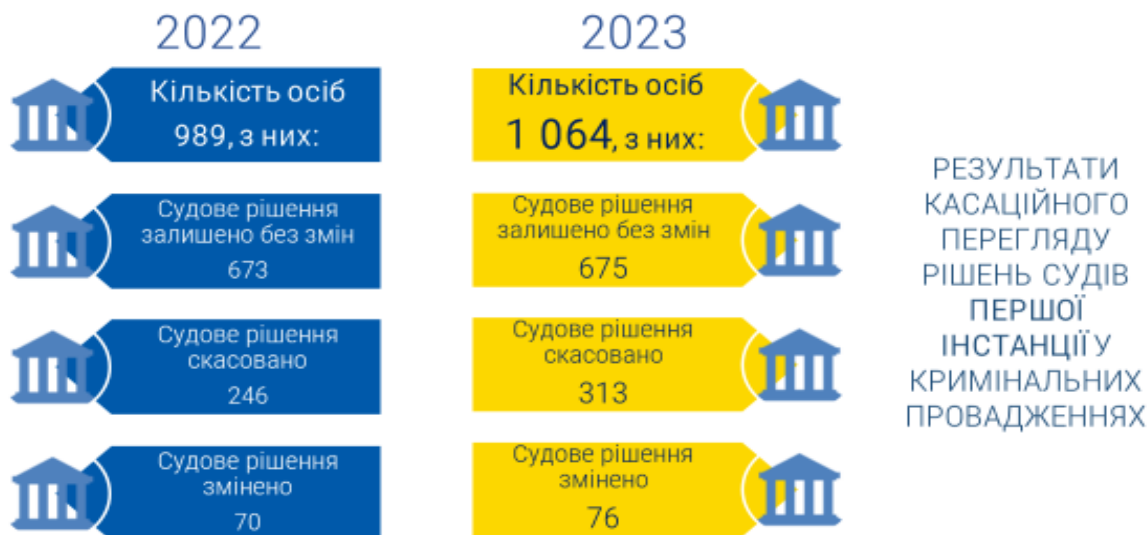 2022
Кількість осіб
989, з них:
Судове рішення
залишено без змін
673
Судове рішення
скасовано
246
Судове рішення
змінено
70
2023
Кількість осіб
1 064, з них:
Судове рішення
залишено без змін
675
Судове рішення
скасовано
313
Судове рішення
змінено
76
РЕЗУЛЬТАТИ
КАСАЦІЙНОГО
ПЕРЕГЛЯДУ
РІШЕНЬ СУДІВ
ПЕРШОЇ
ІНСТАНЦІЇ У
КРИМІНАЛЬНИХ
ПРОВАДЖЕННЯХ